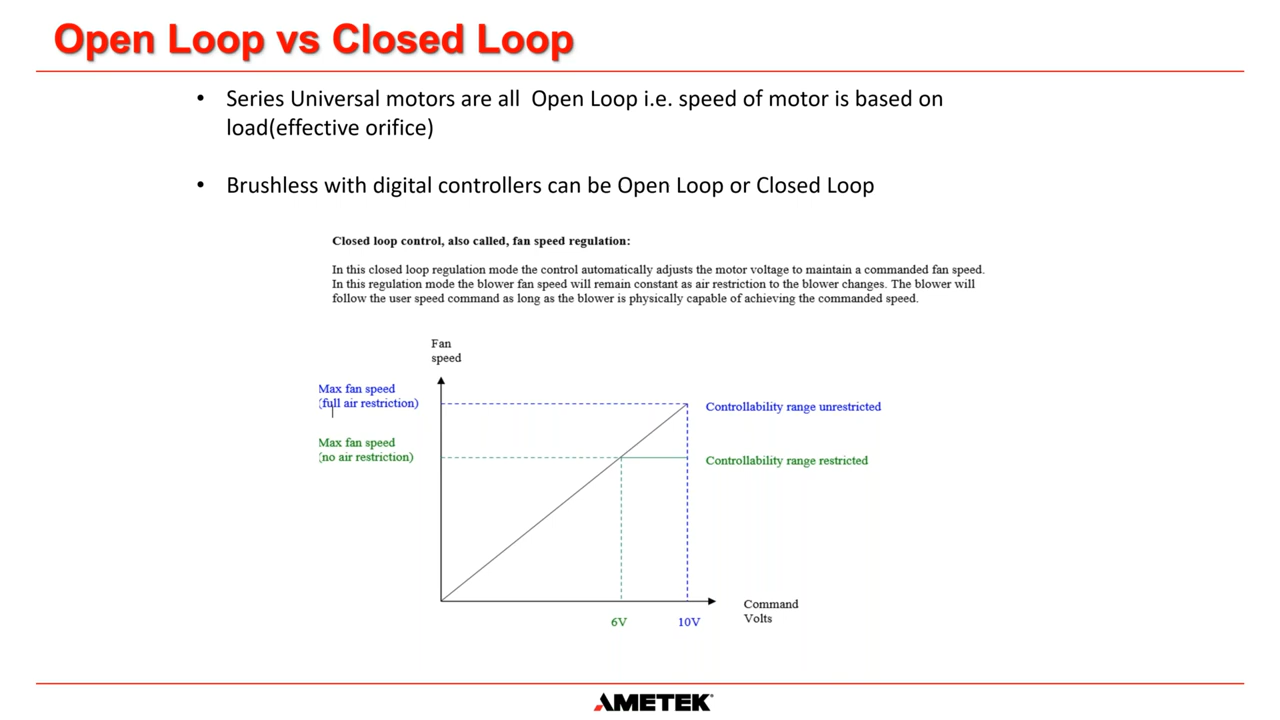 Open Loop vs Closed Loop
• Series Universal motors are all  Open Loop i.e. speed of motor is based on
load(effective orifice)
• Brushless with digital controllers can be Open Loop or Closed Loop
Closed loop control, also called, fan speed regulation:
In this closed loop regulation mode the control automatically adjusts the motor voltage to maintain a commanded fan speed.
In this regulation mode the blower fan speed will remain constant as air restriction to the blower changes. The blower will
follow the user speed command as long as the blower is physically capable of achieving the commanded speed.
Fan
speed
Max fan speed
(full air restriction)
Controllability range unrestricted
Max fan speed
(no air restriction)
Controllability range restricted
Command
Volts
6V
10V
AMETEK